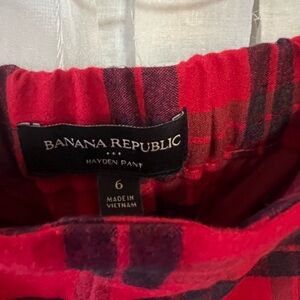 BANANA REPUBLIC
HAYDEN PANT
6
MADE IN
VIETNAM